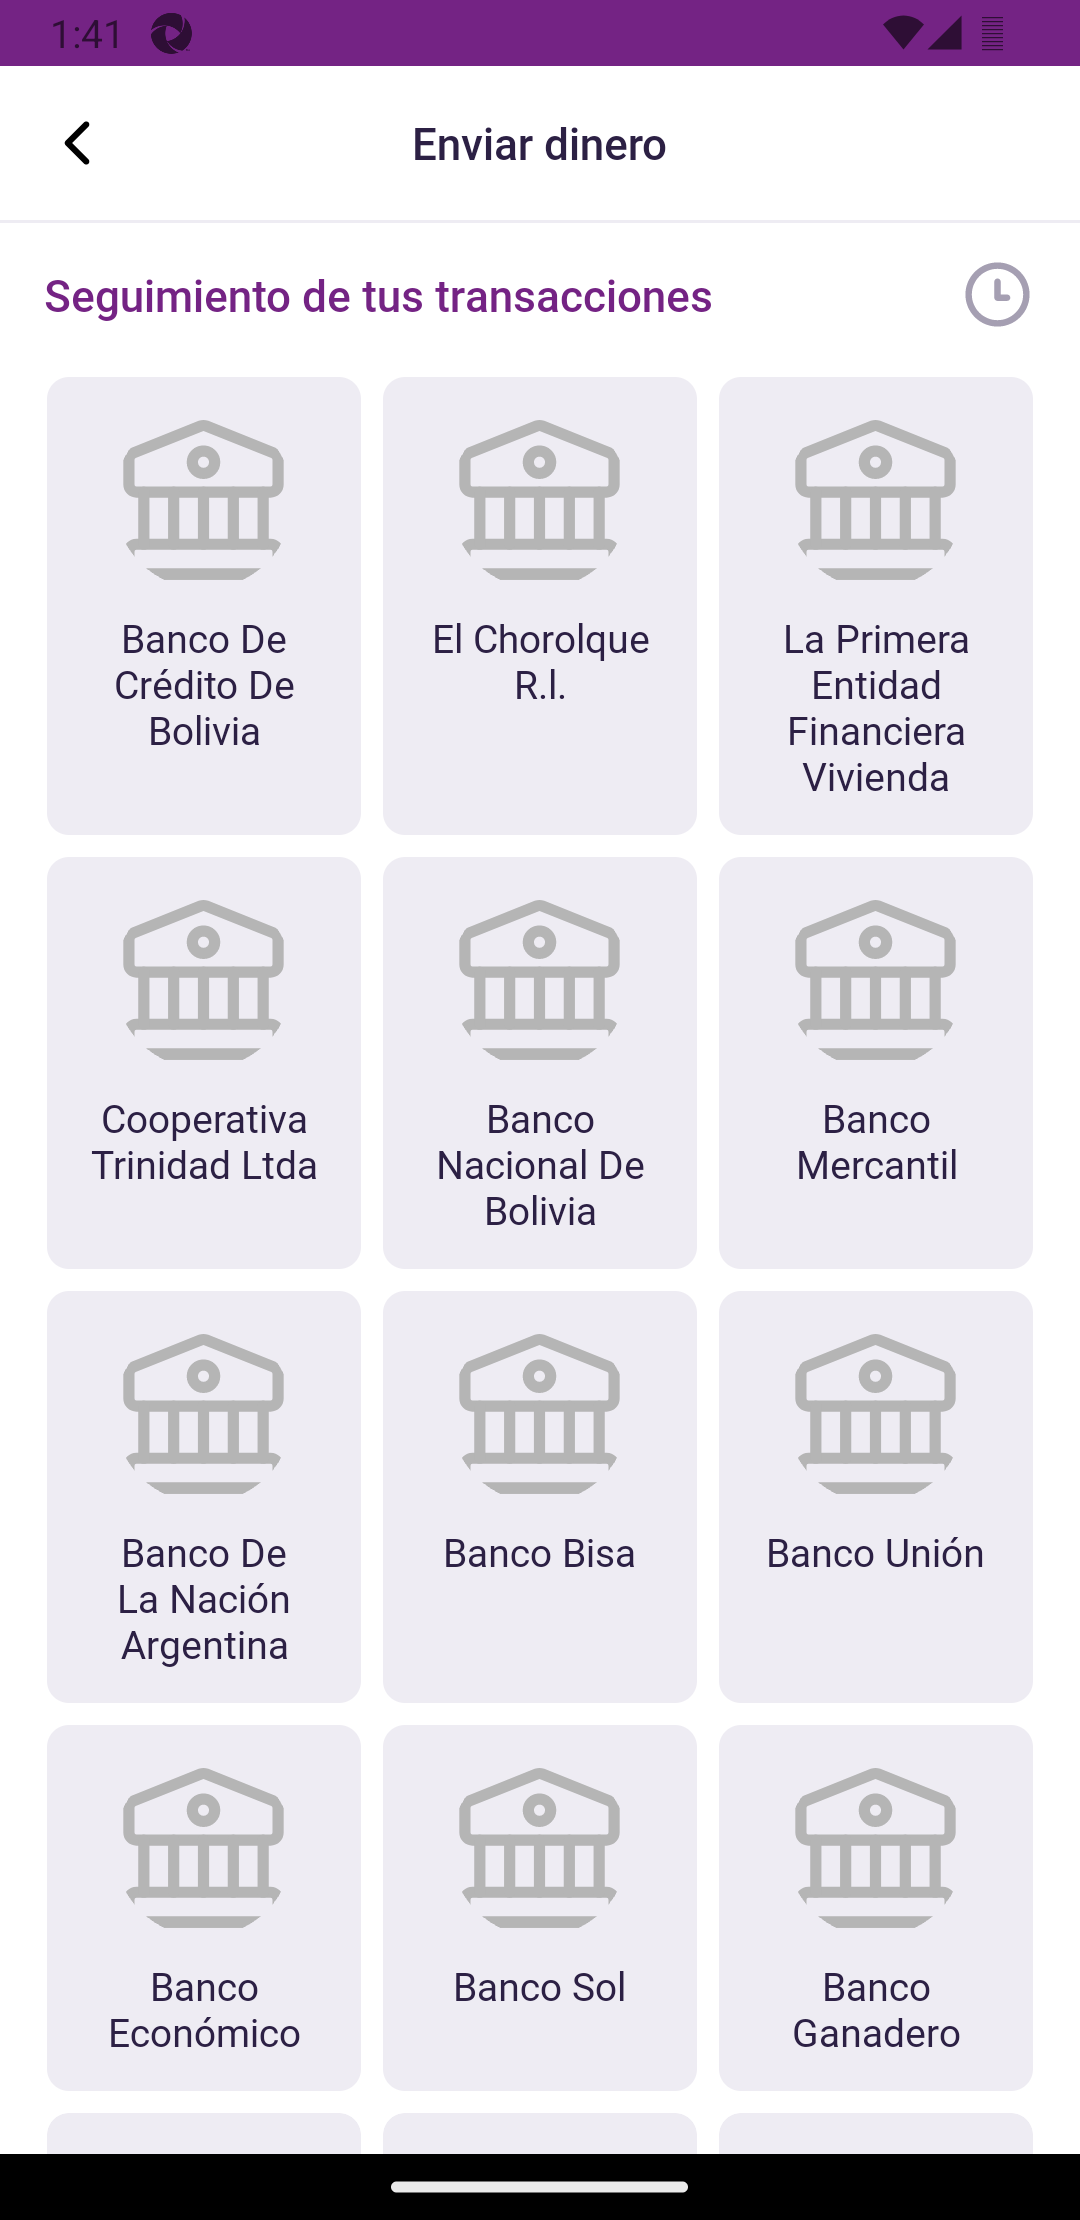 1:41
Enviar dinero
Seguimiento de tus transacciones
Banco De
Crédito De
Bolivia
El Chorolque
R.l.
La Primera
Entidad
Financiera
Vivienda
Cooperativa
Trinidad Ltda
Banco
Nacional De
Bolivia
Banco
Mercantil
Banco De
La Nación
Argentina
Banco Bisa
Banco Unión
Banco
Económico
Banco Sol
Banco
Ganadero